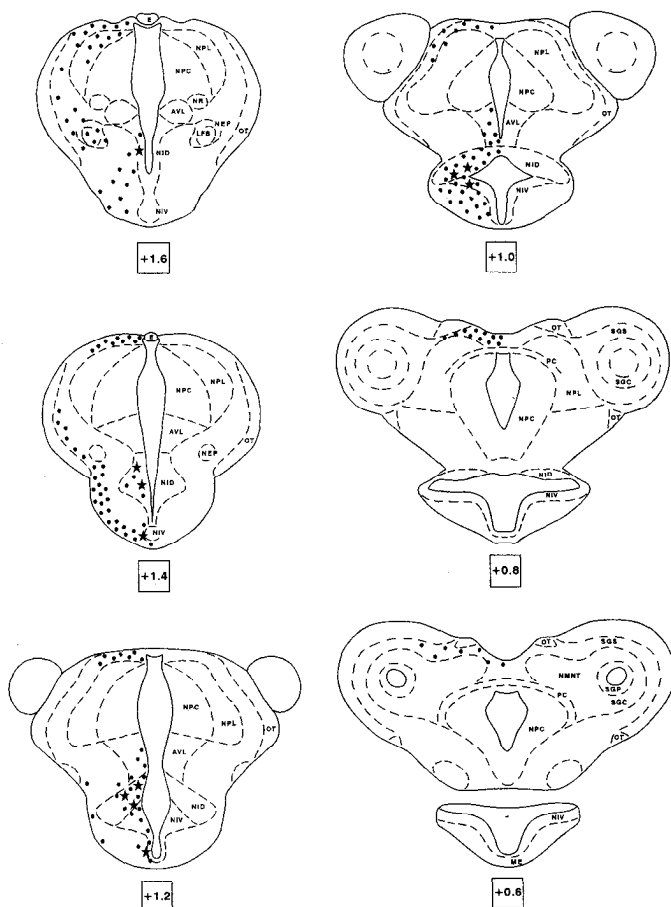 E
NPL
NPC
NR
AVL
NEP
LFB
OT
NID
NIV
+1.6
NPL
NPC
AVL
OT
NID
NIV
+1.0
E
NPL
NPC
AVL
NEP
OT
NID
NIV
+1.4
OT
SGS
PC
SGC
NPL
NPC
OT
NID
NIV
+0.8
NPC
NPL
OT
AVL
NID
NIV
+1.2
OT
SGS
NMNT
PC
SGP
SGC
NPC
OT
NIV
ME
+0.6